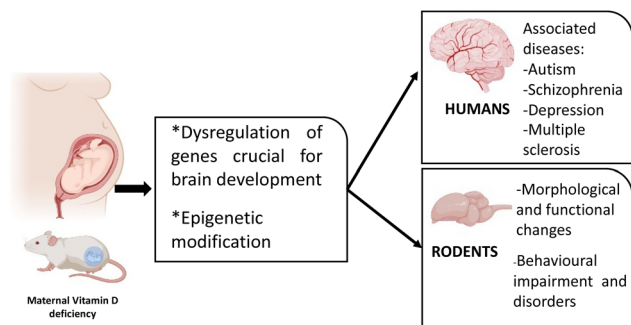 Maternal Vitamin D
deficiency
*Dysregulation of
genes crucial for
brain development
*Epigenetic
modification
HUMANS
Associated
diseases:
-Autism
-Schizophrenia
-Depression
-Multiple
sclerosis
RODENTS
-Morphological
and functional
changes
-Behavioural
impairment and
disorders